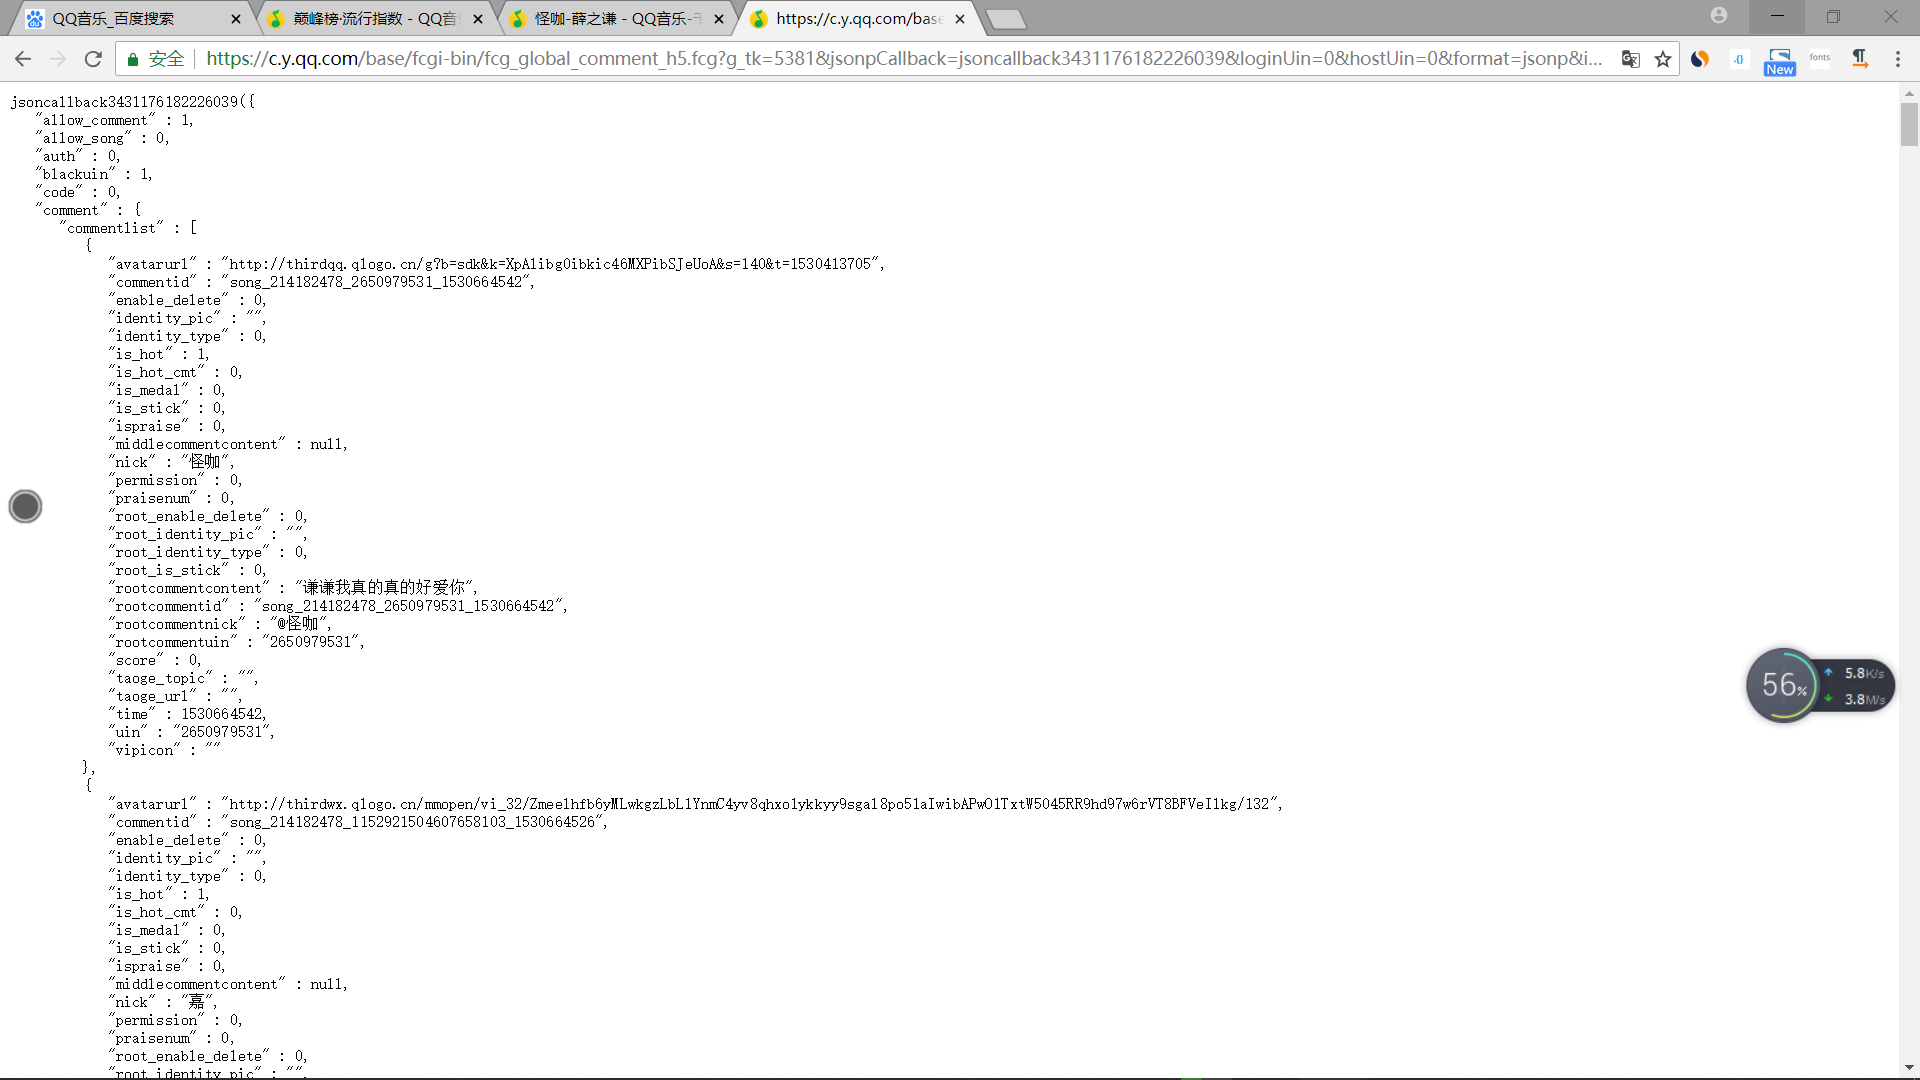 QQ音乐_百度搜索
巅峰榜·流行指数 - QQ音
怪咖-薛之谦 - QQ音乐-千
https://c.y.qq.com/base
安全
https://c.y.qq.com/base/fcgi-bin/fcg_global_comment_h5.fcg?g_tk=5381&jsonpCallback=jsoncallback3431176182226039&loginUin=0&hostUin=0&format=jsonp&i...
New
fonts
jsoncallback3431176182226039({
"allow_comment" : 1,
"allow_song" : 0,
"auth" : 0,
"blackuin" : 1,
"code" : 0,
"comment" : {
"commentlist" : [
{
"avatarurl" : "http://thirdqq.qlogo.cn/g?b=sdk&k=XpA1ibg0ibkic46MXPibSJeUoA&s=140&t=1530413705",
"commentid" : "song_214182478_2650979531_1530664542",
"enable_delete" : 0,
"identity_pic" : "",
"identity_type" : 0,
"is_hot" : 1,
"is_hot_cmt" : 0,
"is_medal" : 0,
"is_stick" : 0,
"ispraise" : 0,
"middlecommentcontent" : null,
"nick" : "怪咖",
"permission" : 0,
"praisenum" : 0,
"root_enable_delete" : 0,
"root_identity_pic" : "",
"root_identity_type" : 0,
"root_is_stick" : 0,
"rootcommentcontent" : "谦谦我真的真的好爱你",
"rootcommentid" : "song_214182478_2650979531_1530664542",
"rootcommentnick" : "@怪咖",
"rootcommentuin" : "2650979531",
"score" : 0,
"taoge_topic" : "",
"taoge_url" : "",
"time" : 1530664542,
"uin" : "2650979531",
"vipicon" : ""
},
{
"avatarurl" : "http://thirdwx.qlogo.cn/mmopen/vi_32/Zmeelhfb6yMLwkgzLbL1YnmC4yv8qhxolykkyy9sgal8po51aIwibAPwO1TxtW5045RR9hd97w6rVT8BFVeI1kg/132",
"commentid" : "song_214182478_1152921504607658103_1530664526",
"enable_delete" : 0,
"identity_pic" : "",
"identity_type" : 0,
"is_hot" : 1,
"is_hot_cmt" : 0,
"is_medal" : 0,
"is_stick" : 0,
"ispraise" : 0,
"middlecommentcontent" : null,
"nick" : "嘉",
"permission" : 0,
"praisenum" : 0,
"root_enable_delete" : 0,
"root_identity_pic" : "",
56%
5.8K/s
3.8M/s